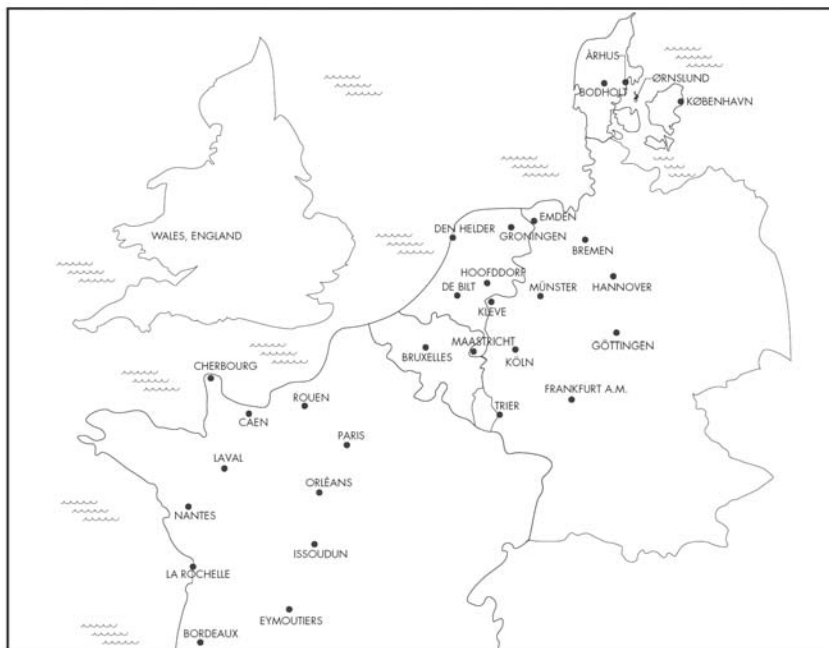 ÅRHUS
ØRNSLUND
BODHOLT
KØBENHAVN
EMDEN
DEN HELDER
GRONINGEN
WALES, ENGLAND
BREMEN
HOOFDDORP
DE BILT
MÜNSTER
HANNOVER
KLEVE
MAASTRICHT
GÖTTINGEN
BRUXELLES
KÖLN
CHERBOURG
FRANKFURT A.M.
ROUEN
TRIER
CAEN
PARIS
LAVAL
ORLÉANS
NANTES
ISSOUDUN
LA ROCHELLE
EYMOUTIERS
BORDEAUX